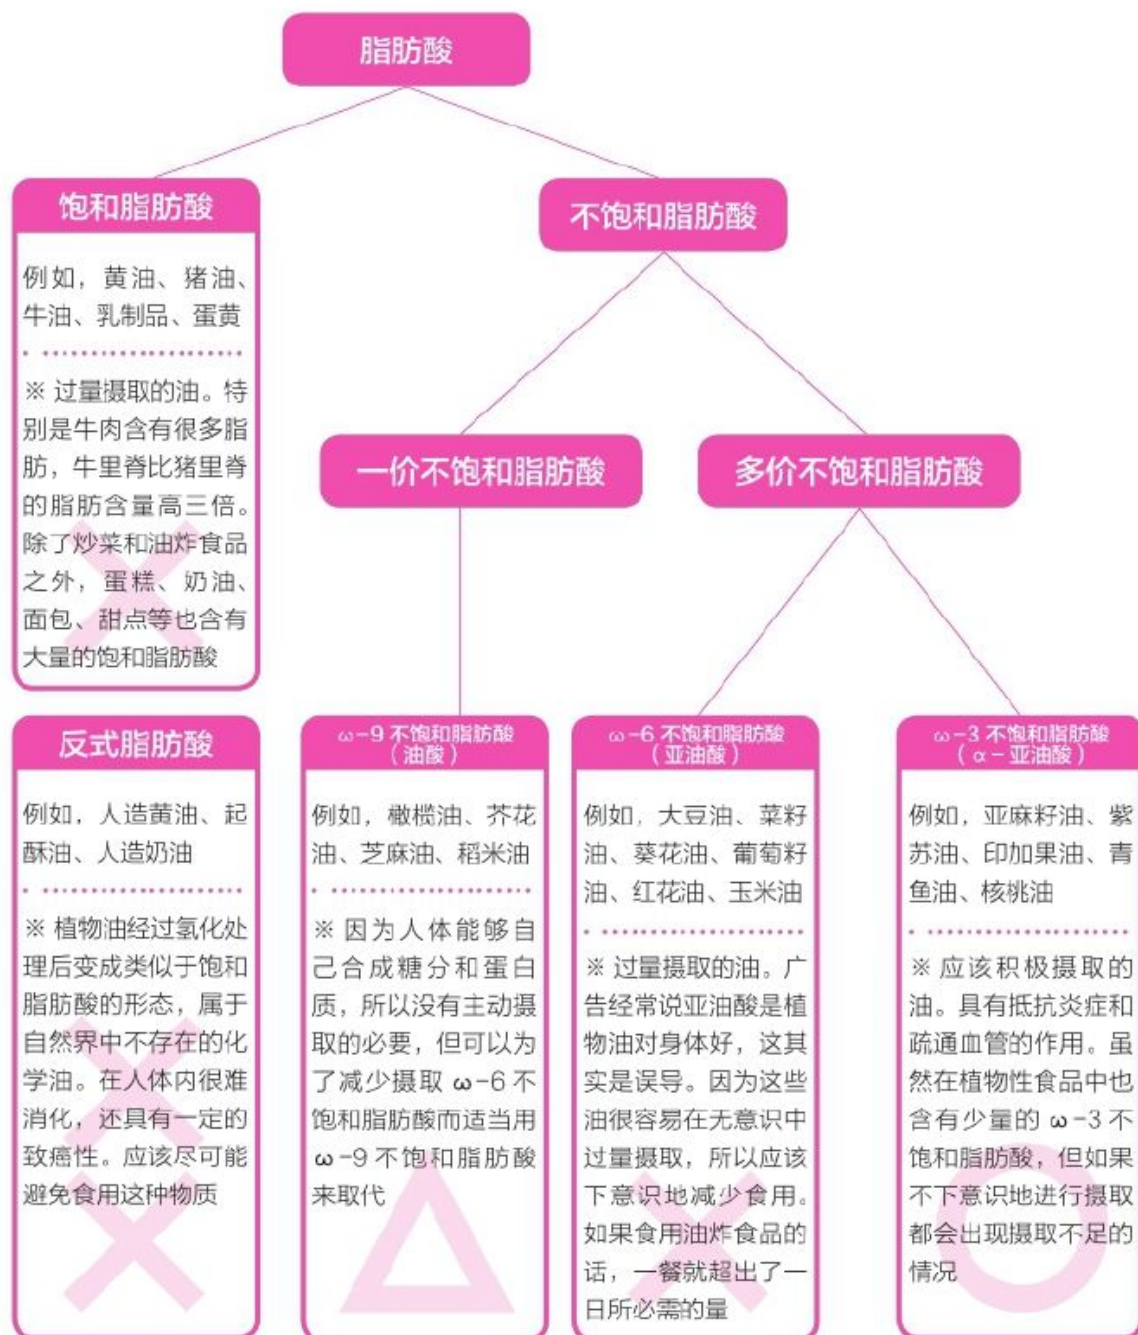 脂肪酸
饱和脂肪酸
例如，黄油、猪油、
牛油、乳制品、蛋黄
※ 过量摄取的油。特
别是牛肉含有很多脂
肪，牛里脊比猪里脊
的脂肪含量高三倍。
除了炒菜和油炸食品
之外，蛋糕、奶油、
面包、甜点等也含有
大量的饱和脂肪酸
不饱和脂肪酸
一价不饱和脂肪酸
多价不饱和脂肪酸
反式脂肪酸
例如，人造黄油、起
酥油、人造奶油
※ 植物油经过氢化处
理后变成类似于饱和
脂肪酸的形态，属于
自然界中不存在的化
学油。在人体内很难
消化，还具有一定的
致癌性。应该尽可能
避免食用这种物质
ω-9 不饱和脂肪酸
（油酸）
例如，橄榄油、芥花
油、芝麻油、稻米油
※ 因为人体能够自
己合成糖分和蛋白
质，所以没有主动摄
取的必要，但可以为
了减少摄取 ω-6 不
饱和脂肪酸而适当用
ω-9 不饱和脂肪酸
来取代
ω-6 不饱和脂肪酸
（亚油酸）
例如，大豆油、菜籽
油、葵花油、葡萄籽
油、红花油、玉米油
※ 过量摄取的油。广
告经常说亚油酸是植
物油对身体好，这其
实是误导。因为这些
油很容易在无意识中
过量摄取，所以应该
下意识地减少食用。
如果食用油炸食品的
话，一餐就超出了一
日所必需的量
ω-3 不饱和脂肪酸
（α-亚油酸）
例如，亚麻籽油、紫
苏油、印加果油、青
鱼油、核桃油
※ 应该积极摄取的
油。具有抵抗炎症和
疏通血管的作用。虽
然在植物性食品中也
含有少量的 ω-3 不
饱和脂肪酸，但如果
不下意识地进行摄取
都会出现摄取不足的
情况